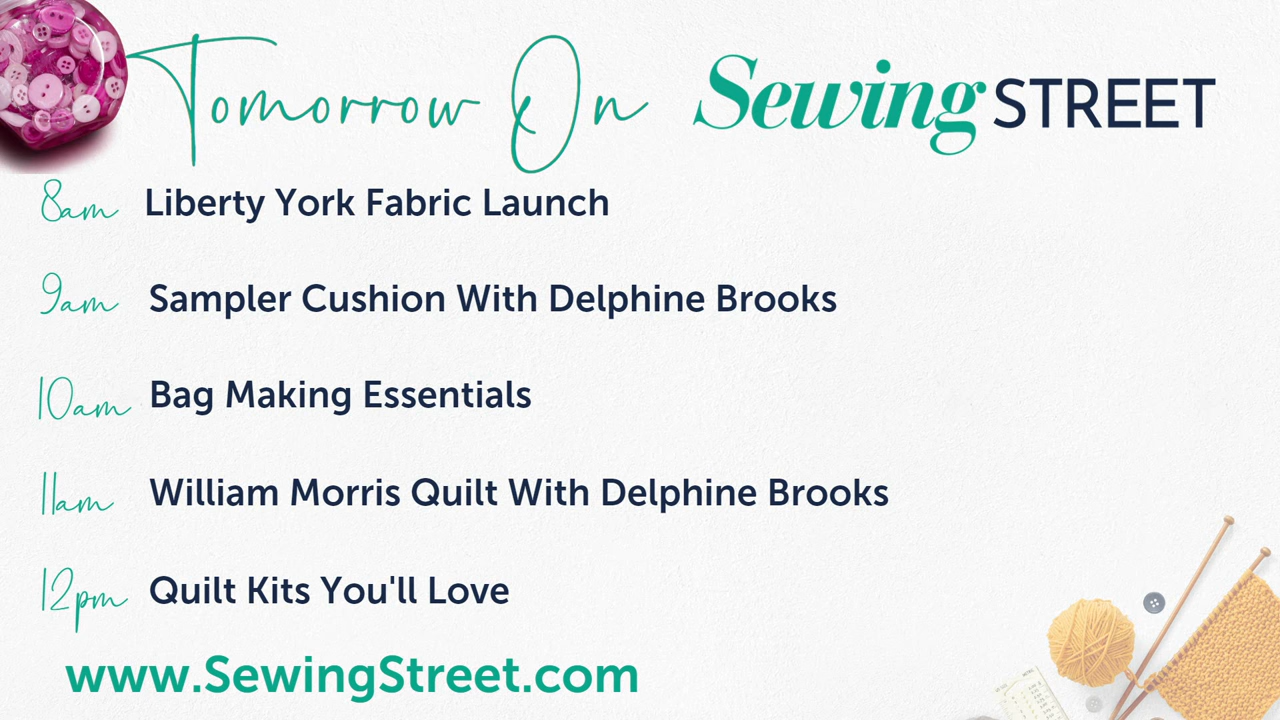 Tomorrow On Sewing STREET
8am Liberty York Fabric Launch
9am Sampler Cushion With Delphine Brooks
10am Bag Making Essentials
11am William Morris Quilt With Delphine Brooks
12pm Quilt Kits You'll Love
www.SewingStreet.com